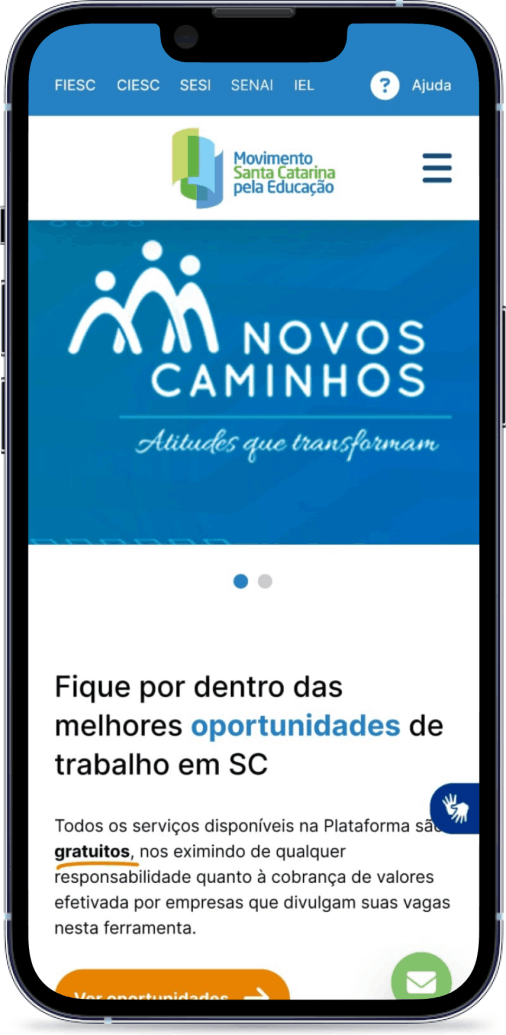 FIESC CIESC SESI SENAI IEL ? Ajuda
Movimento
Santa Catarina
pela Educação
NOVOS
CAMINHOS
Atitudes que transformam
Fique por dentro das
melhores oportunidades de
trabalho em SC
Todos os serviços disponíveis na Plataforma são
gratuitos, nos eximindo de qualquer
responsabilidade quanto à cobrança de valores
efetivada por empresas que divulgam suas vagas
nesta ferramenta.
Ver oportunidades